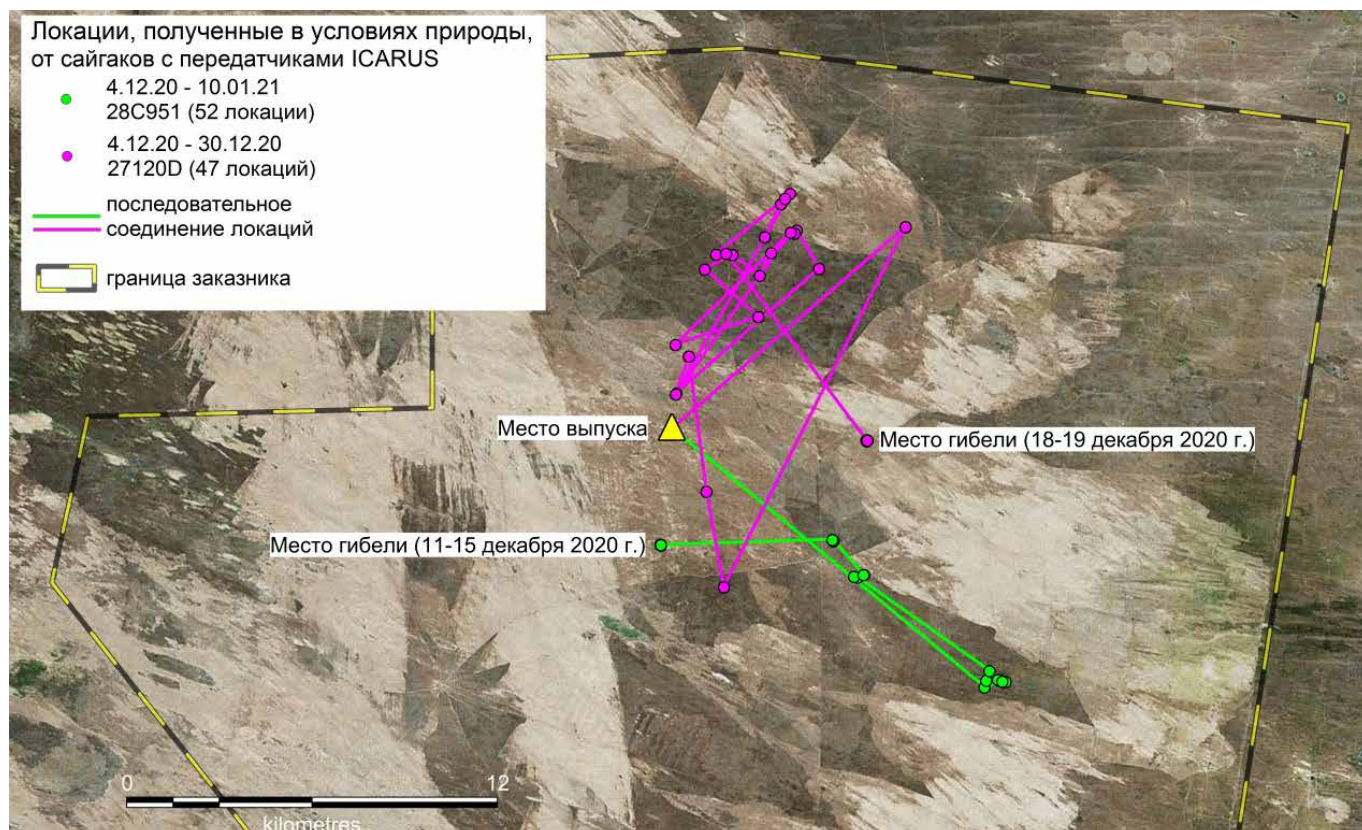 Локации, полученные в условиях природы,
от сайгаков с передатчиками ICARUS
4.12.20 - 10.01.21
28C951 (52 локации)
4.12.20 - 30.12.20
27120D (47 локаций)
последовательное
соединение локаций
граница заказника
Место выпуска
Место гибели (18-19 декабря 2020 г.)
Место гибели (11-15 декабря 2020 г.)
0 12
kilometres